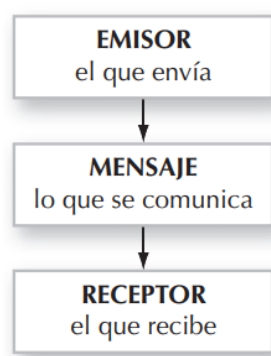 EMISOR
el que envía
MENSAJE
lo que se comunica
RECEPTOR
el que recibe